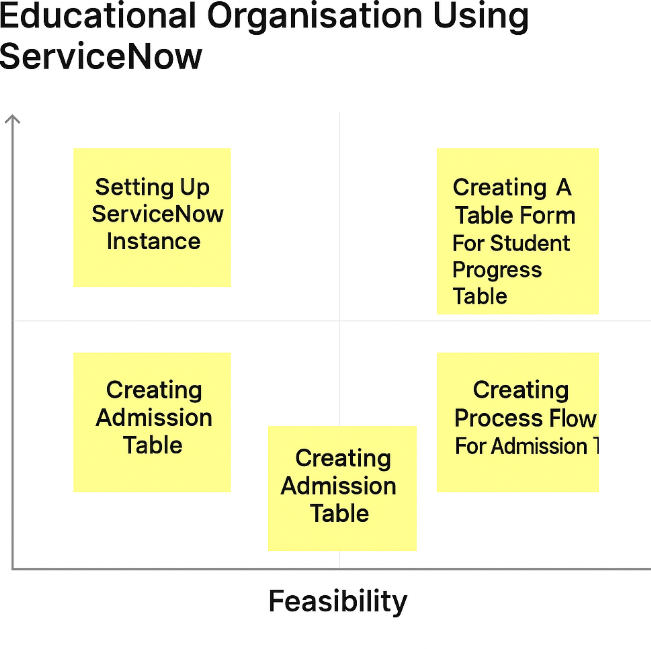 Educational Organisation Using
ServiceNow
Setting Up
ServiceNow
Instance
Creating A
Table Form
For Student
Progress
Table
Creating
Admission
Table
Creating
Process Flow
For Admission T
Creating
Admission
Table
Feasibility